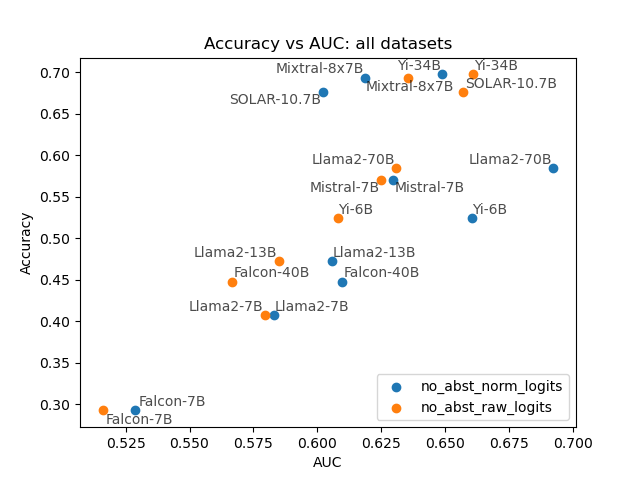 Accuracy vs AUC: all datasets
Mixtral-8x7B
Yi-34B
Yi-34B
Mixtral-8x7B
SOLAR-10.7B
SOLAR-10.7B
Llama2-70B
Llama2-70B
Mistral-7B
Mistral-7B
Yi-6B
Yi-6B
Llama2-13B
Llama2-13B
Falcon-40B
Falcon-40B
Llama2-7B
Llama2-7B
Falcon-7B
Falcon-7B
0.70
0.65
0.60
0.55
0.50
0.45
0.40
0.35
0.30
Accuracy
no_abst_norm_logits
no_abst_raw_logits
0.525
0.550
0.575
0.600
0.625
0.650
0.675
0.700
AUC